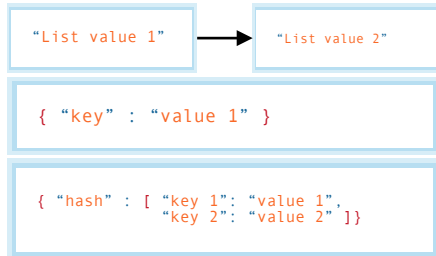 “List value 1”
“List value 2”
{ “key” : “value 1” }
{ “hash” : [ “key 1”: “value 1”,
“key 2”: “value 2” ]}